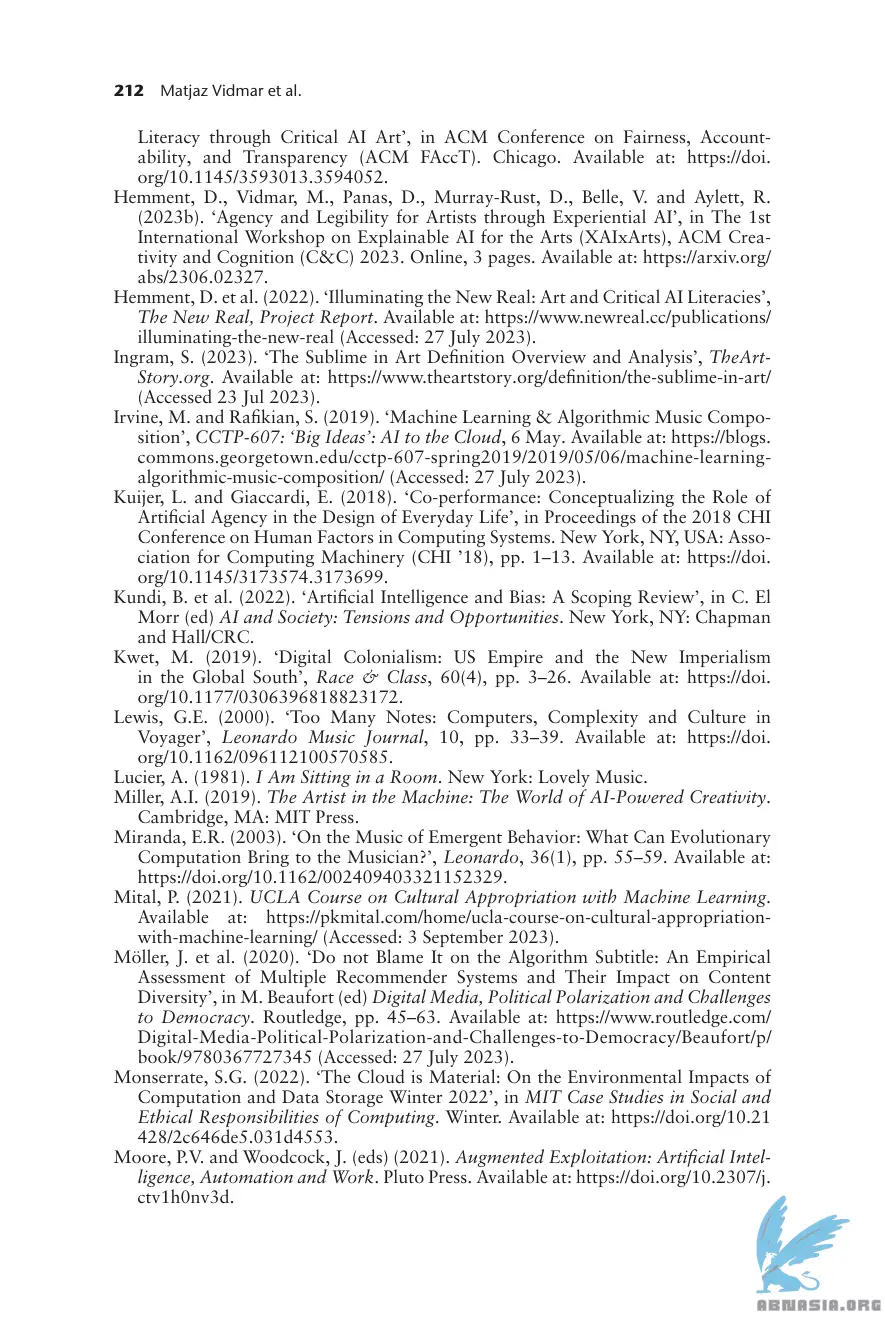 212 Matjaz Vidmar et al.
Literacy through Critical AI Art’, in ACM Conference on Fairness, Account-
ability, and Transparency (ACM FAccT). Chicago. Available at: https://doi.
org/10.1145/3593013.3594052.
Hemment, D., Vidmar, M., Panas, D., Murray-Rust, D., Belle, V. and Aylett, R.
(2023b). ‘Agency and Legibility for Artists through Experiential AI’, in The 1st
International Workshop on Explainable AI for the Arts (XAIxArts), ACM Crea-
tivity and Cognition (C&C) 2023. Online, 3 pages. Available at: https://arxiv.org/
abs/2306.02327.
Hemment, D. et al. (2022). ‘Illuminating the New Real: Art and Critical AI Literacies’,
The New Real, Project Report. Available at: https://www.newreal.cc/publications/
illuminating-the-new-real (Accessed: 27 July 2023).
Ingram, S. (2023). ‘The Sublime in Art Definition Overview and Analysis’, TheArt-
Story.org. Available at: https://www.theartstory.org/definition/the-sublime-in-art/
(Accessed 23 Jul 2023).
Irvine, M. and Rafikian, S. (2019). ‘Machine Learning & Algorithmic Music Compo-
sition’, CCTP-607: ‘Big Ideas’: AI to the Cloud, 6 May. Available at: https://blogs.
commons.georgetown.edu/cctp-607-spring2019/2019/05/06/machine-learning-
algorithmic-music-composition/ (Accessed: 27 July 2023).
Kuijer, L. and Giaccardi, E. (2018). ‘Co-performance: Conceptualizing the Role of
Artificial Agency in the Design of Everyday Life’, in Proceedings of the 2018 CHI
Conference on Human Factors in Computing Systems. New York, NY, USA: Asso-
ciation for Computing Machinery (CHI ’18), pp. 1–13. Available at: https://doi.
org/10.1145/3173574.3173699.
Kundi, B. et al. (2022). ‘Artificial Intelligence and Bias: A Scoping Review’, in C. El
Morr (ed) AI and Society: Tensions and Opportunities. New York, NY: Chapman
and Hall/CRC.
Kwet, M. (2019). ‘Digital Colonialism: US Empire and the New Imperialism
in the Global South’, Race & Class, 60(4), pp. 3–26. Available at: https://doi.
org/10.1177/0306396818823172.
Lewis, G.E. (2000). ‘Too Many Notes: Computers, Complexity and Culture in
Voyager’, Leonardo Music Journal, 10, pp. 33–39. Available at: https://doi.
org/10.1162/096112100570585.
Lucier, A. (1981). I Am Sitting in a Room. New York: Lovely Music.
Miller, A.I. (2019). The Artist in the Machine: The World of AI-Powered Creativity.
Cambridge, MA: MIT Press.
Miranda, E.R. (2003). ‘On the Music of Emergent Behavior: What Can Evolutionary
Computation Bring to the Musician?’, Leonardo, 36(1), pp. 55–59. Available at:
https://doi.org/10.1162/002409403321152329.
Mital, P. (2021). UCLA Course on Cultural Appropriation with Machine Learning.
Available at: https://pkmital.com/home/ucla-course-on-cultural-appropriation-
with-machine-learning/ (Accessed: 3 September 2023).
Möller, J. et al. (2020). ‘Do not Blame It on the Algorithm Subtitle: An Empirical
Assessment of Multiple Recommender Systems and Their Impact on Content
Diversity’, in M. Beaufort (ed) Digital Media, Political Polarization and Challenges
to Democracy. Routledge, pp. 45–63. Available at: https://www.routledge.com/
Digital-Media-Political-Polarization-and-Challenges-to-Democracy/Beaufort/p/
book/9780367727345 (Accessed: 27 July 2023).
Monserrate, S.G. (2022). ‘The Cloud is Material: On the Environmental Impacts of
Computation and Data Storage Winter 2022’, in MIT Case Studies in Social and
Ethical Responsibilities of Computing. Winter. Available at: https://doi.org/10.21
428/2c646de5.031d4553.
Moore, P.V. and Woodcock, J. (eds) (2021). Augmented Exploitation: Artificial Intel-
ligence, Automation and Work. Pluto Press. Available at: https://doi.org/10.2307/j.
ctv1h0nv3d.
ABNASIA.ORG